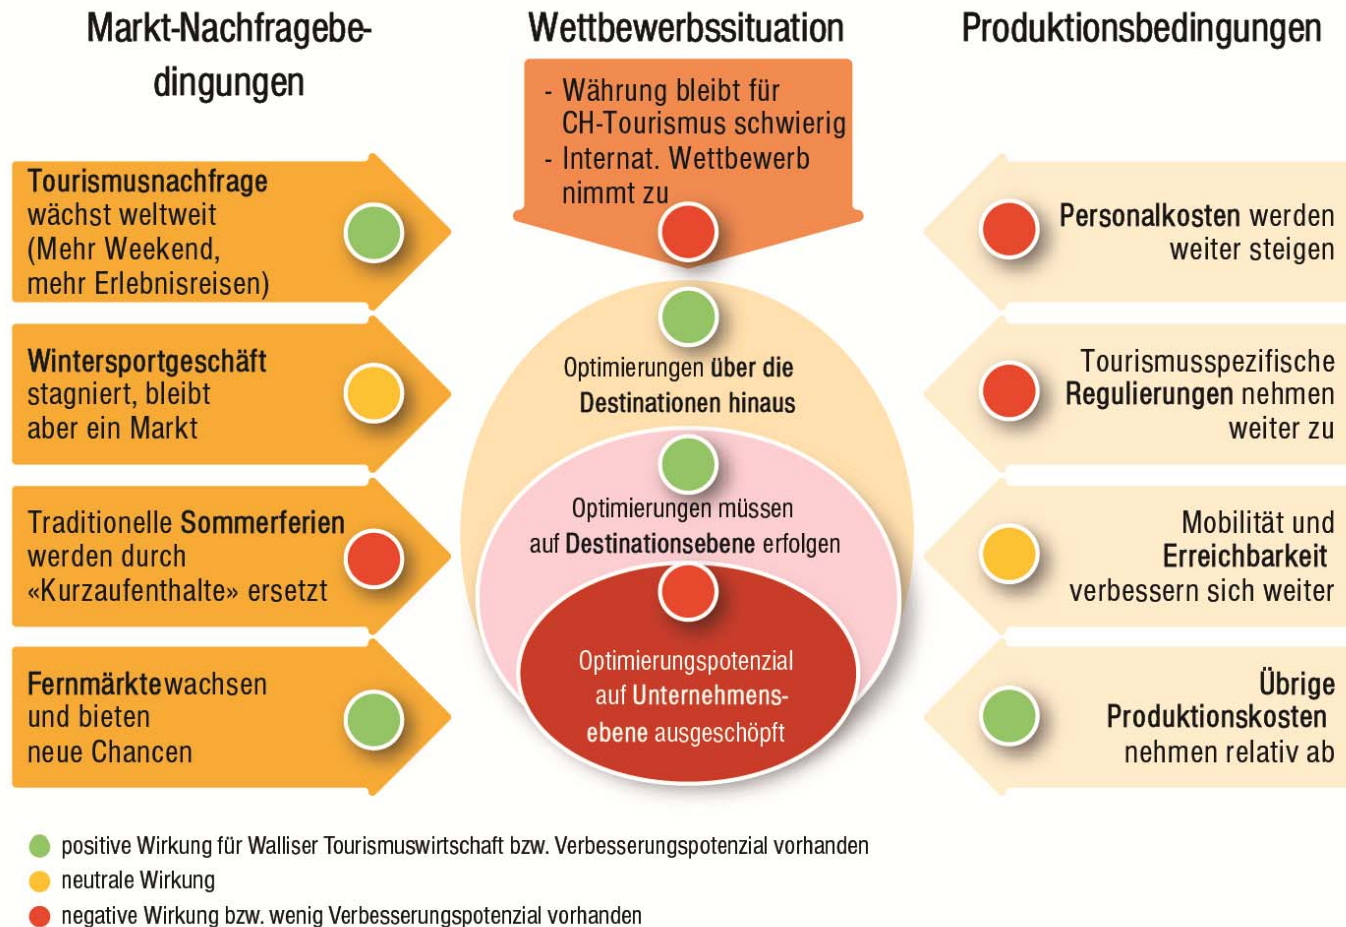 Markt-Nachfragebe-
dingungen
Wettbewerbssituation
Produktionsbedingungen
- Währung bleibt für
CH-Tourismus schwierig
- Internat. Wettbewerb
nimmt zu
Tourismusnachfrage
wächst weltweit
(Mehr Weekend,
mehr Erlebnisreisen)
Wintersportgeschäft
stagniert, bleibt
aber ein Markt
Traditionelle Sommerferien
werden durch
«Kurzaufenthalte» ersetzt
Fernmärkte wachsen
und bieten
neue Chancen
Optimierungen über die
Destinationen hinaus
Optimierungen müssen
auf Destinationsebene erfolgen
Optimierungspotenzial
auf Unternehmens-
ebene ausgeschöpft
Personalkosten werden
weiter steigen
Tourismusspezifische
Regulierungen nehmen
weiter zu
Mobilität und
Erreichbarkeit
verbessern sich weiter
Übrige
Produktionskosten
nehmen relativ ab
positive Wirkung für Walliser Tourismuswirtschaft bzw. Verbesserungspotenzial vorhanden
neutrale Wirkung
negative Wirkung bzw. wenig Verbesserungspotenzial vorhanden